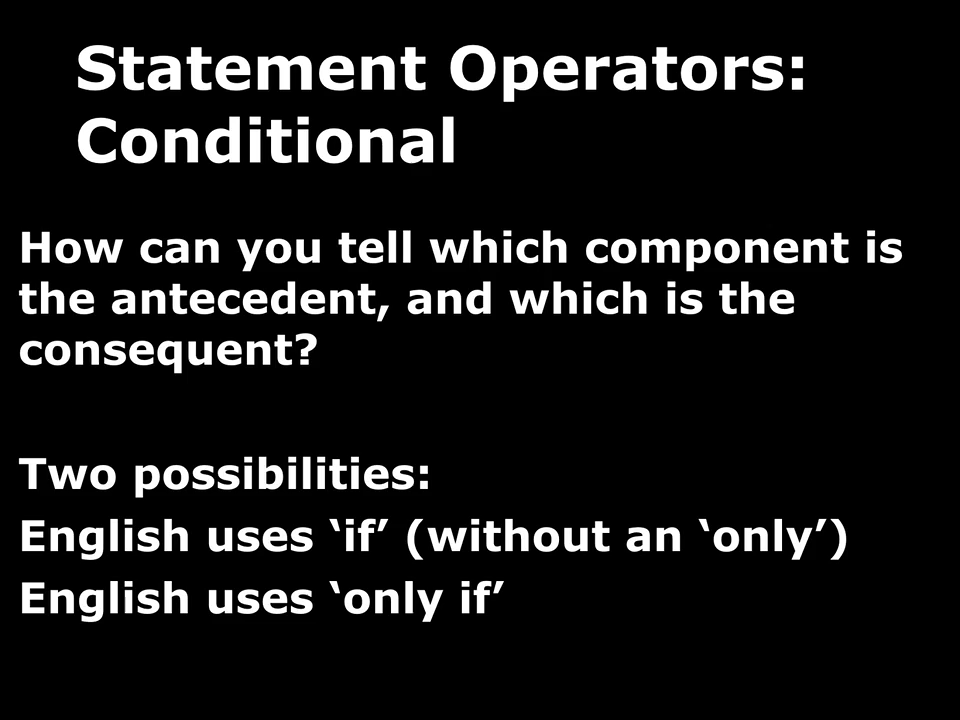 Statement Operators:
Conditional
How can you tell which component is
the antecedent, and which is the
consequent?
Two possibilities:
English uses ‘if’ (without an ‘only’)
English uses ‘only if’